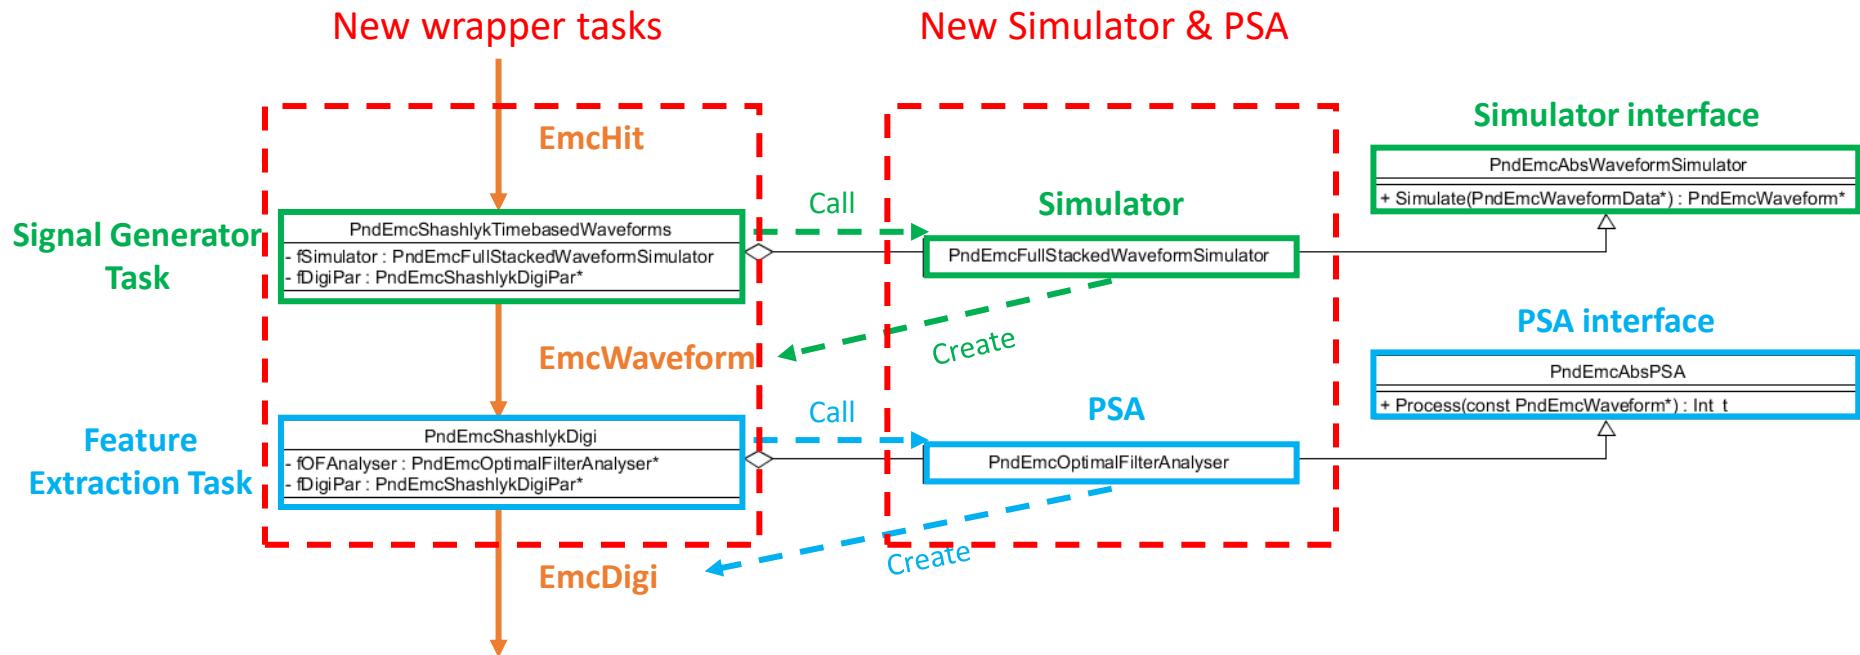 New wrapper tasks
New Simulator & PSA
EmcHit
Simulator interface
PndEmcAbsWaveformSimulator
+ Simulate(PndEmcWaveformData*) : PndEmcWaveform*
Signal Generator
Task
PndEmcShashlykTimebasedWaveforms
- fSimulator : PndEmcFullStackedWaveformSimulator
- fDigiPar : PndEmcShashlykDigiPar*
Call
Simulator
PndEmcFullStackedWaveformSimulator
EmcWaveform
Create
PSA interface
PndEmcAbsPSA
+ Process(const PndEmcWaveform*) : Int_t
Feature
Extraction Task
PndEmcShashlykDigi
- fOFAnalyser : PndEmcOptimalFilterAnalyser*
- fDigiPar : PndEmcShashlykDigiPar*
Call
PSA
PndEmcOptimalFilterAnalyser
Create
EmcDigi